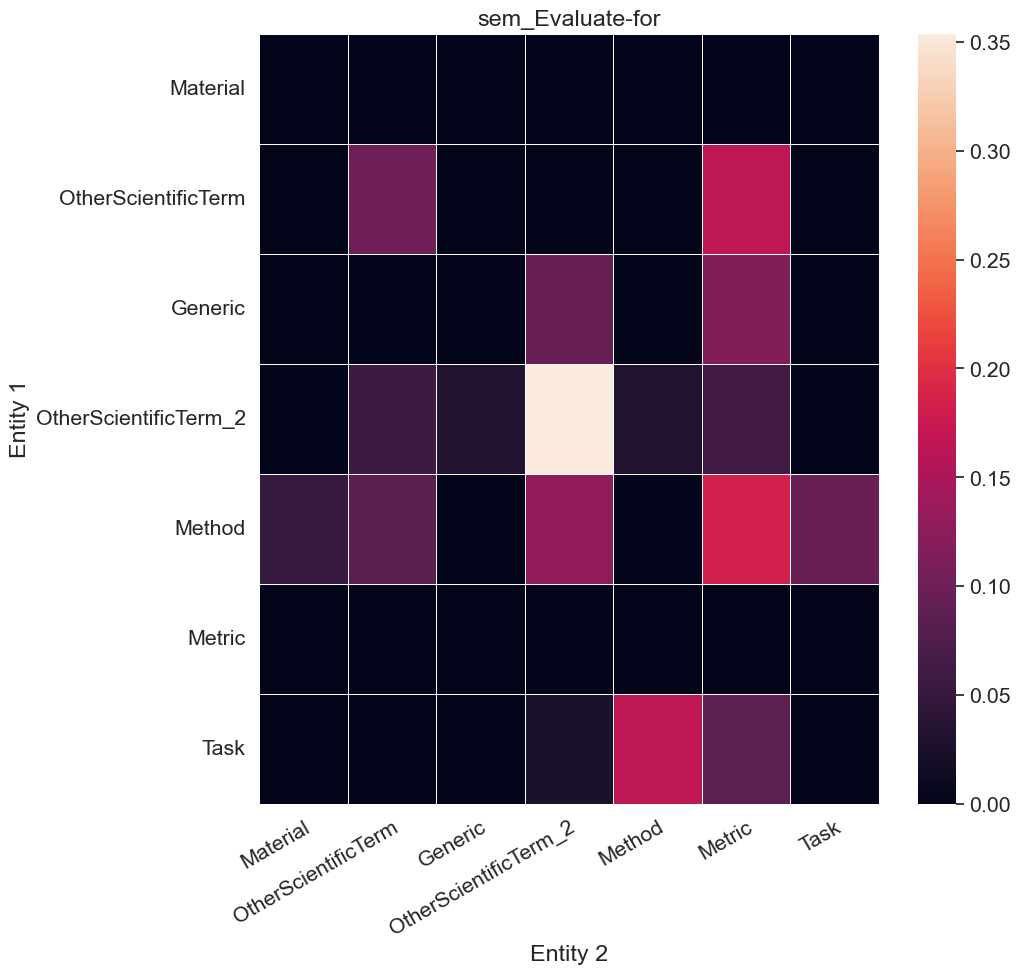 sem_Evaluate-for
Entity 1
Material
OtherScientificTerm
Generic
OtherScientificTerm_2
Method
Metric
Task
Material
OtherScientificTerm
Generic
OtherScientificTerm_2
Method
Metric
Task
Entity 2
0.35
0.30
0.25
0.20
0.15
0.10
0.05
0.00